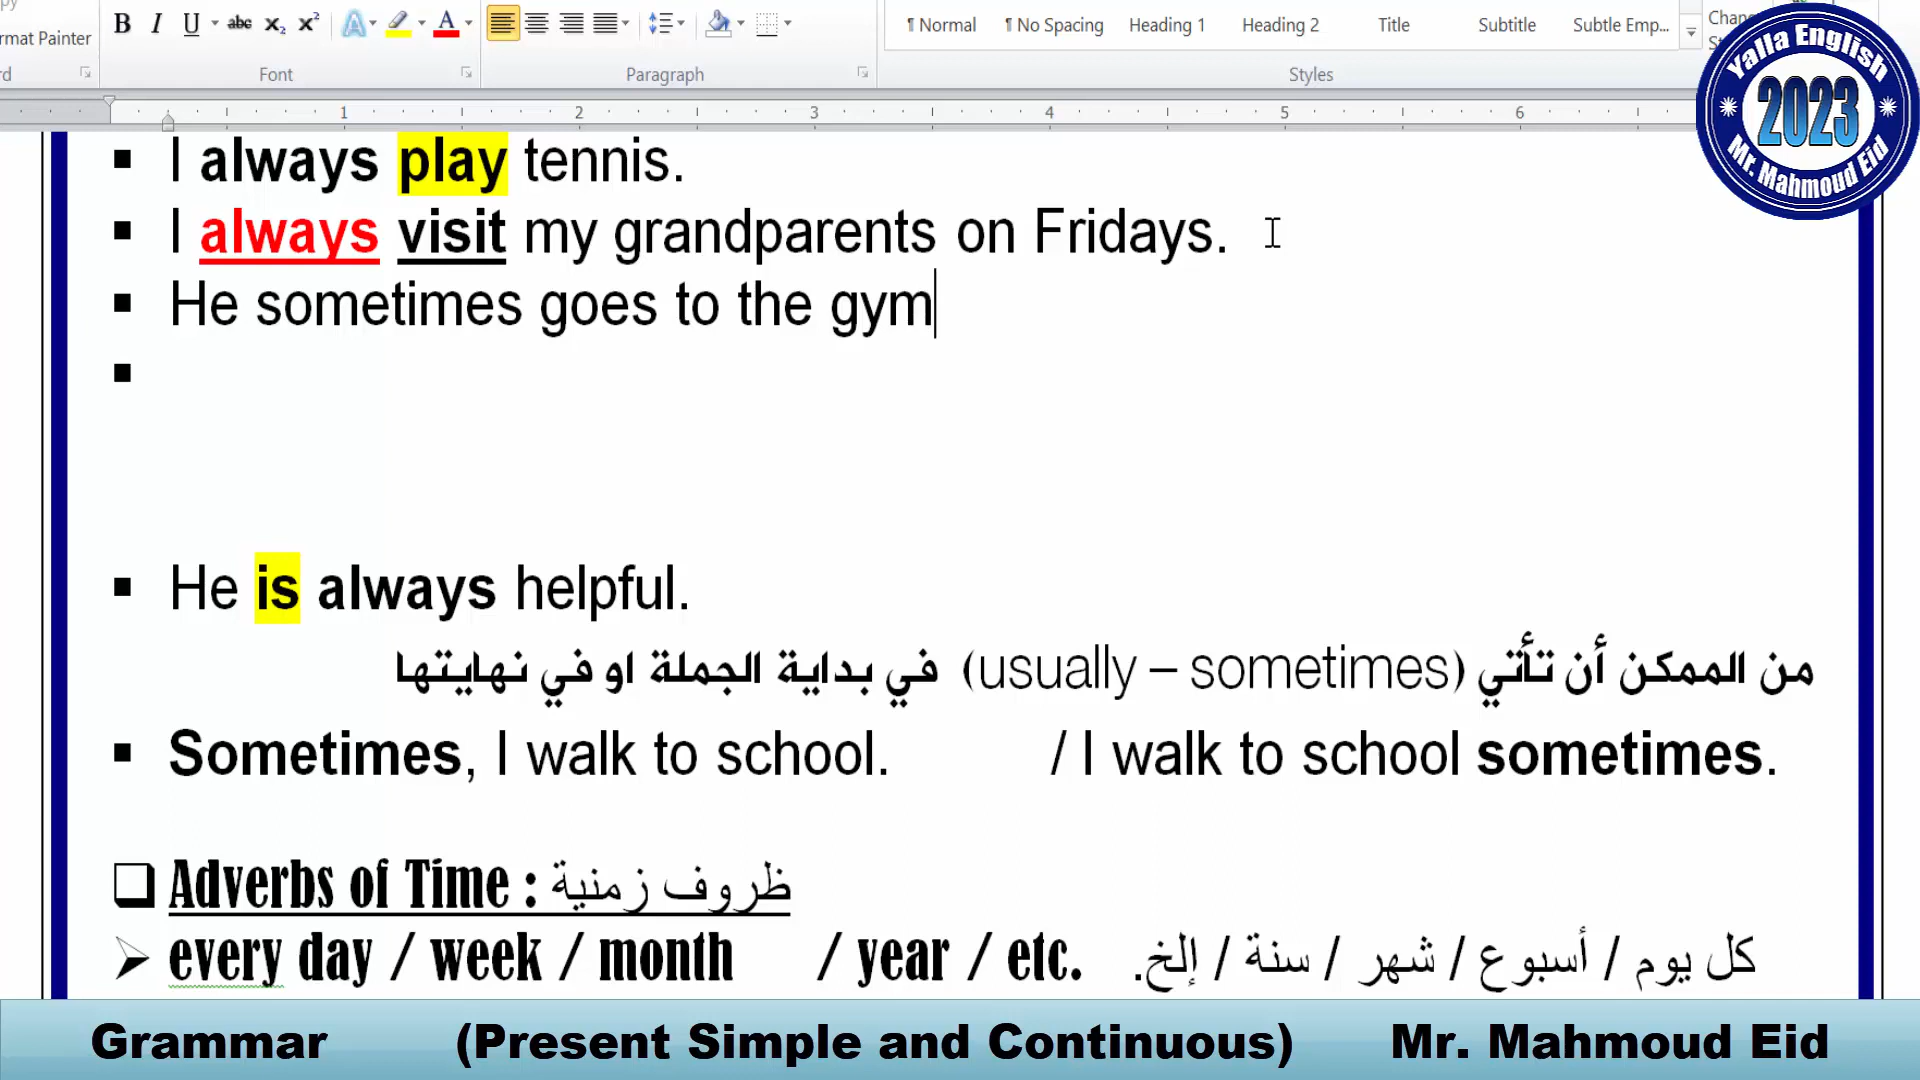 rmat Painter
B I U abc X₂ X² A A
¶ Normal ¶ No Spacing Heading 1 Heading 2 Title Subtitle Subtle Emp...
Font Paragraph Styles
1 2 3 4 5 6
Yalla English
2023
Mr. Mahmoud Eid
▪ I always play tennis.
▪ I always visit my grandparents on Fridays.
▪ He sometimes goes to the gym
▪
▪ He is always helpful.
من الممكن أن تأتي (usually – sometimes) في بداية الجملة او في نهايتها
▪ Sometimes, I walk to school. / I walk to school sometimes.
❑ Adverbs of Time : ظروف زمنية
➢ every day / week / month / year / etc. كل يوم / أسبوع / شهر / سنة / إلخ.
Grammar (Present Simple and Continuous) Mr. Mahmoud Eid